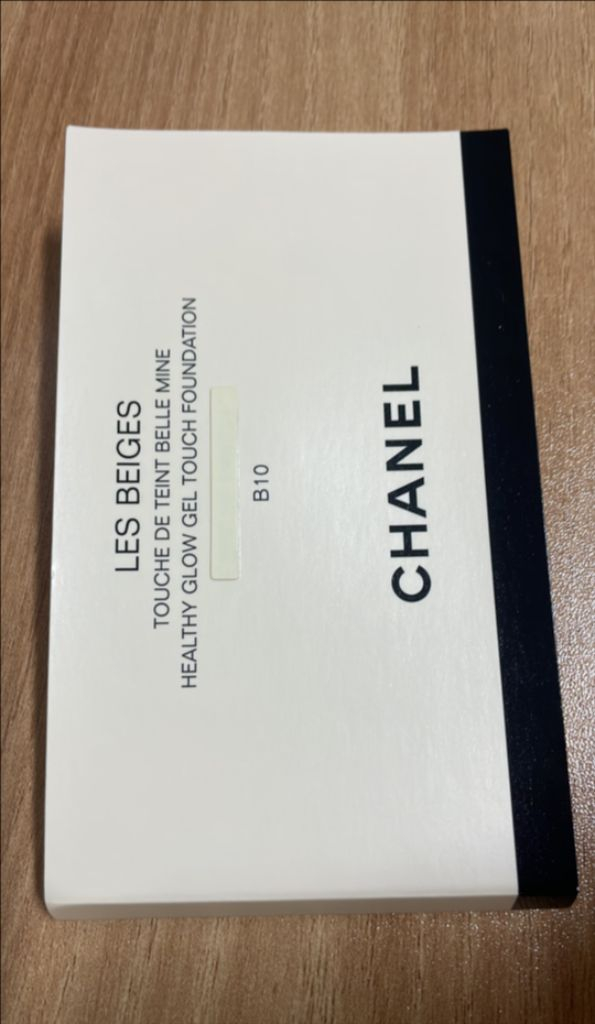 LES BEIGES
TOUCHE DE TEINT BELLE MINE
HEALTHY GLOW GEL TOUCH FOUNDATION
B10
CHANEL